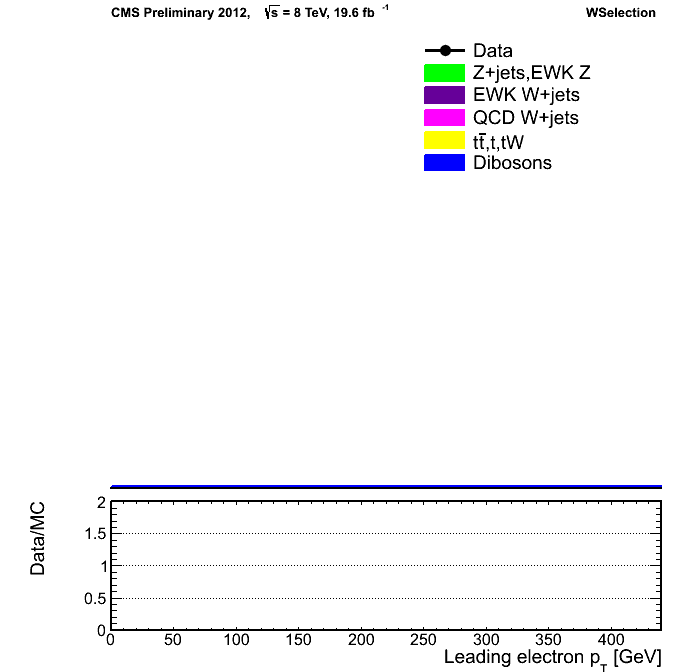 CMS Preliminary 2012, √s = 8 TeV, 19.6 fb⁻¹ WSelection
Data
Z+jets,EWK Z
EWK W+jets
QCD W+jets
tt̅,t,tW
Dibosons
Data/MC
2
1.5
1
0.5
0
0 50 100 150 200 250 300 350 400
Leading electron p_T [GeV]